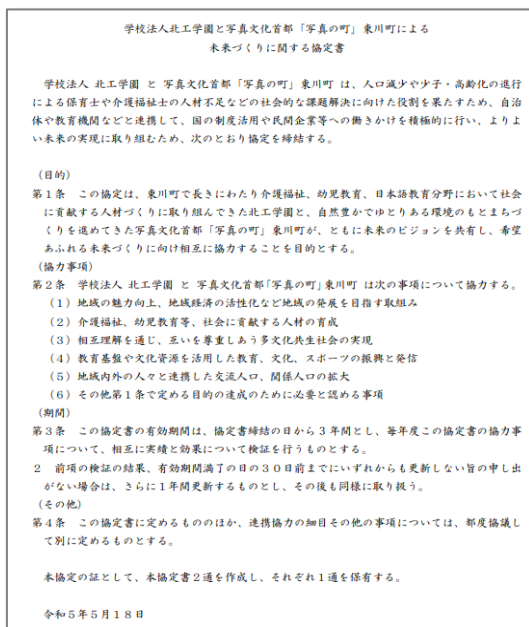 学校法人北工学園と写真文化首都「写真の町」東川町による
未来づくりに関する協定書
学校法人 北工学園 と 写真文化首都「写真の町」東川町 は、人口減少や少子・高齢化の進行
による保育士や介護福祉士の人材不足などの社会的な課題解決に向けた役割を果たすため、自治
体や教育機関などと連携して、国の制度活用や民間企業等への働きかけを積極的に行い、よりよ
い未来の実現に取り組むため、次のとおり協定を締結する。
（目的）
第１条　この協定は、東川町で長きにわたり介護福祉、幼児教育、日本語教育分野において社会
に貢献する人材づくりに取り組んできた北工学園と、自然豊かでゆとりある環境のもとまちづ
くりを進めてきた写真文化首都「写真の町」東川町が、ともに未来のビジョンを共有し、希望
あふれる未来づくりに向け相互に協力することを目的とする。
（協力事項）
第２条　学校法人 北工学園 と 写真文化首都「写真の町」東川町 は次の事項について協力する。
（１）地域の魅力向上、地域経済の活性化など地域の発展を目指す取組み
（２）介護福祉、幼児教育等、社会に貢献する人材の育成
（３）相互理解を通じ、互いを尊重しあう多文化共生社会の実現
（４）教育基盤や文化資源を活用した教育、文化、スポーツの振興と発信
（５）地域内外の人々と連携した交流人口、関係人口の拡大
（６）その他第１条で定める目的の達成のために必要と認める事項
（期間）
第３条　この協定書の有効期間は、協定書締結の日から３年間とし、毎年度この協定書の協力事
項について、相互に実績と効果について検証を行うものとする。
２　前項の検証の結果、有効期間満了の日の３０日前までにいずれからも更新しない旨の申し出
がない場合は、さらに１年間更新するものとし、その後も同様に取り扱う。
（その他）
第４条　この協定書に定めるもののほか、連携協力の細目その他の事項については、都度協議し
て別に定めるものとする。
本協定の証として、本協定書２通を作成し、それぞれ１通を保有する。
令和５年５月１８日